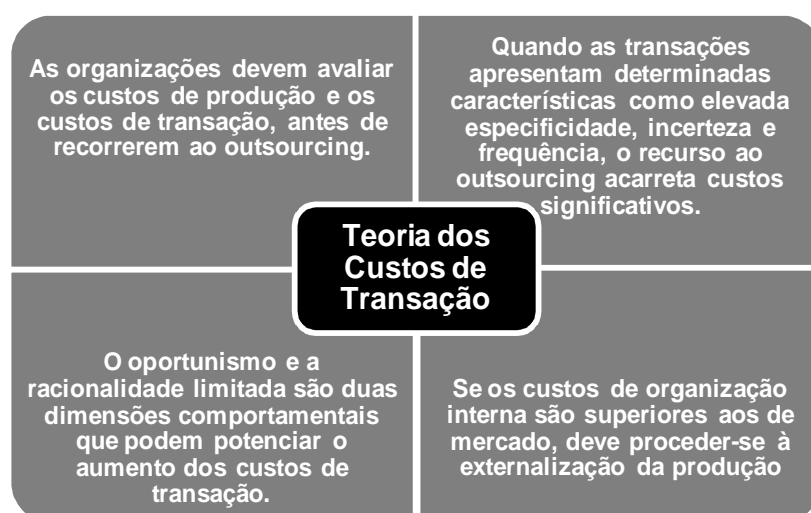 As organizações devem avaliar
os custos de produção e os
custos de transação, antes de
recorrerem ao outsourcing.
Quando as transações
apresentam determinadas
características como elevada
especificidade, incerteza e
frequência, o recurso ao
outsourcing acarreta custos
significativos.
Teoria dos
Custos de
Transação
O oportunismo e a
racionalidade limitada são duas
dimensões comportamentais
que podem potenciar o
aumento dos custos de
transação.
Se os custos de organização
interna são superiores aos de
mercado, deve proceder-se à
externalização da produção